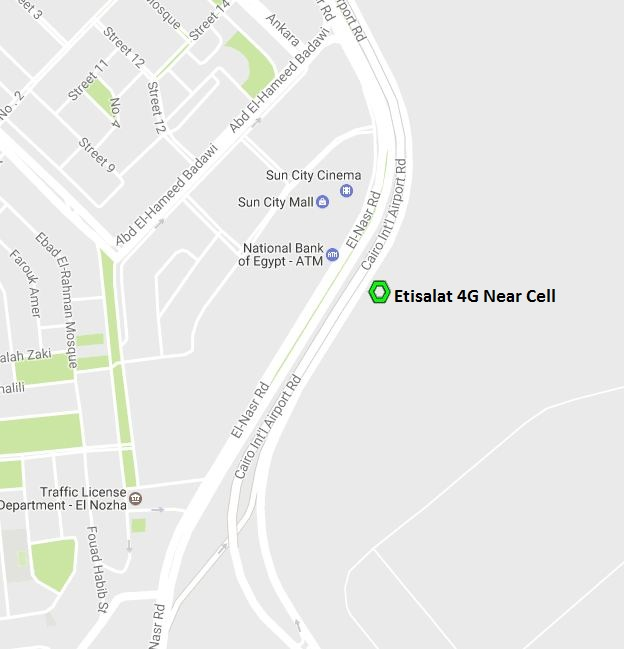 Street 3
Mosque
Street 14
Ankara
r Rd
irport Rd
Street 12
Street 11
No. 2
No. 4
Street 12
Abd El-Hameed Badawi
Street 9
Sun City Cinema
Sun City Mall
Abd El-Hameed Badawi
El-Nasr Rd
Cairo Int'l Airport Rd
National Bank
of Egypt - ATM
Ebad El-Rahman Mosque
Farouk Amer
Etisalat 4G Near Cell
alah Zaki
halili
El-Nasr Rd
Cairo Int'l Airport Rd
Traffic License
Department - El Nozha
Fouad Habib St
Nasr Rd